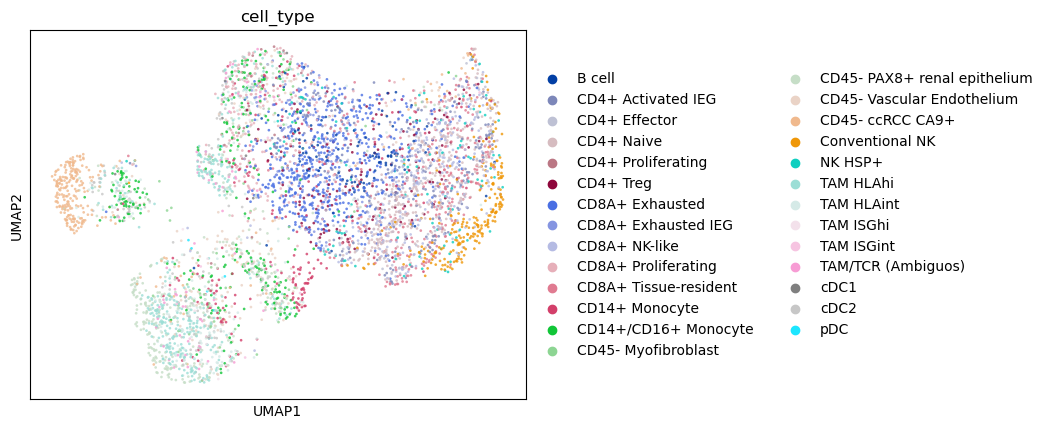 cell_type
UMAP2
UMAP1
B cell
CD4+ Activated IEG
CD4+ Effector
CD4+ Naive
CD4+ Proliferating
CD4+ Treg
CD8A+ Exhausted
CD8A+ Exhausted IEG
CD8A+ NK-like
CD8A+ Proliferating
CD8A+ Tissue-resident
CD14+ Monocyte
CD14+/CD16+ Monocyte
CD45- Myofibroblast
CD45- PAX8+ renal epithelium
CD45- Vascular Endothelium
CD45- ccRCC CA9+
Conventional NK
NK HSP+
TAM HLAhi
TAM HLAint
TAM ISGhi
TAM ISGint
TAM/TCR (Ambiguos)
cDC1
cDC2
pDC